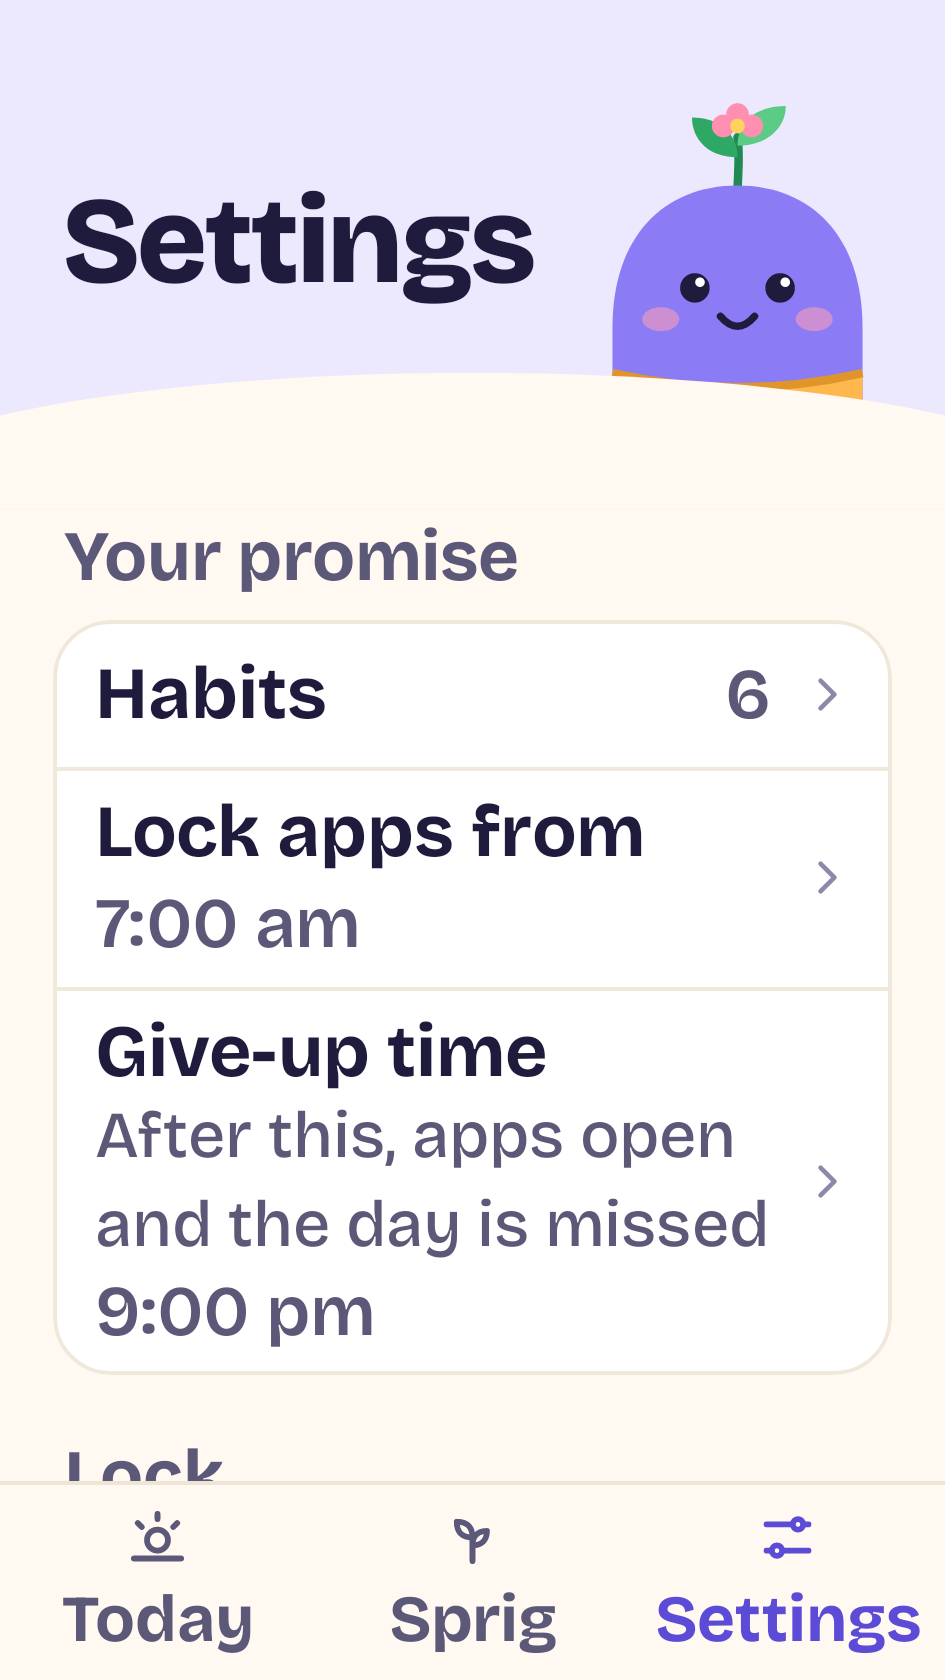 Settings
Your promise
Habits 6
Lock apps from
7:00 am
Give-up time
After this, apps open
and the day is missed
9:00 pm
Lock
Today Sprig Settings